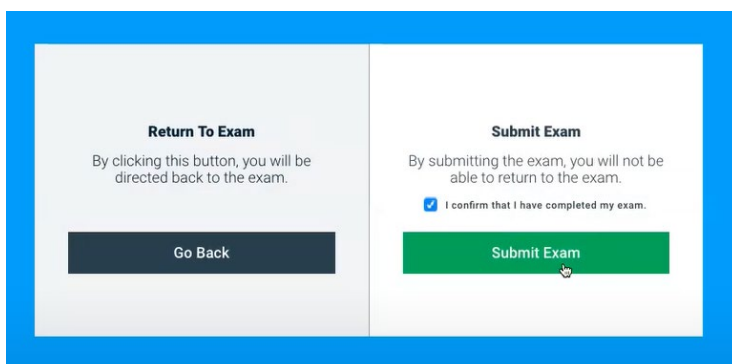 Return To Exam
By clicking this button, you will be
directed back to the exam.
Go Back
Submit Exam
By submitting the exam, you will not be
able to return to the exam.
I confirm that I have completed my exam.
Submit Exam